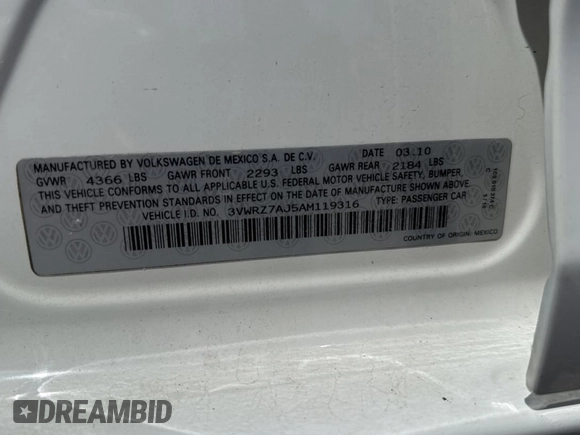 MANUFACTURED BY VOLKSWAGEN DE MEXICO S.A. DE C.V. DATE 03.10
GVWR 4366 LBS GAWR FRONT 2293 LBS GAWR REAR 2184 LBS
THIS VEHICLE CONFORMS TO ALL APPLICABLE U.S. FEDERAL MOTOR VEHICLE SAFETY, BUMPER,
AND THEFT PREVENTION STANDARDS IN EFFECT ON THE DATE OF MANUFACTURE SHOWN ABOVE.
VEHICLE I.D. NO. 3VWRZ7AJ5AM119316 TYPE: PASSENGER CAR
COUNTRY OF ORIGIN: MEXICO
DREAMBID